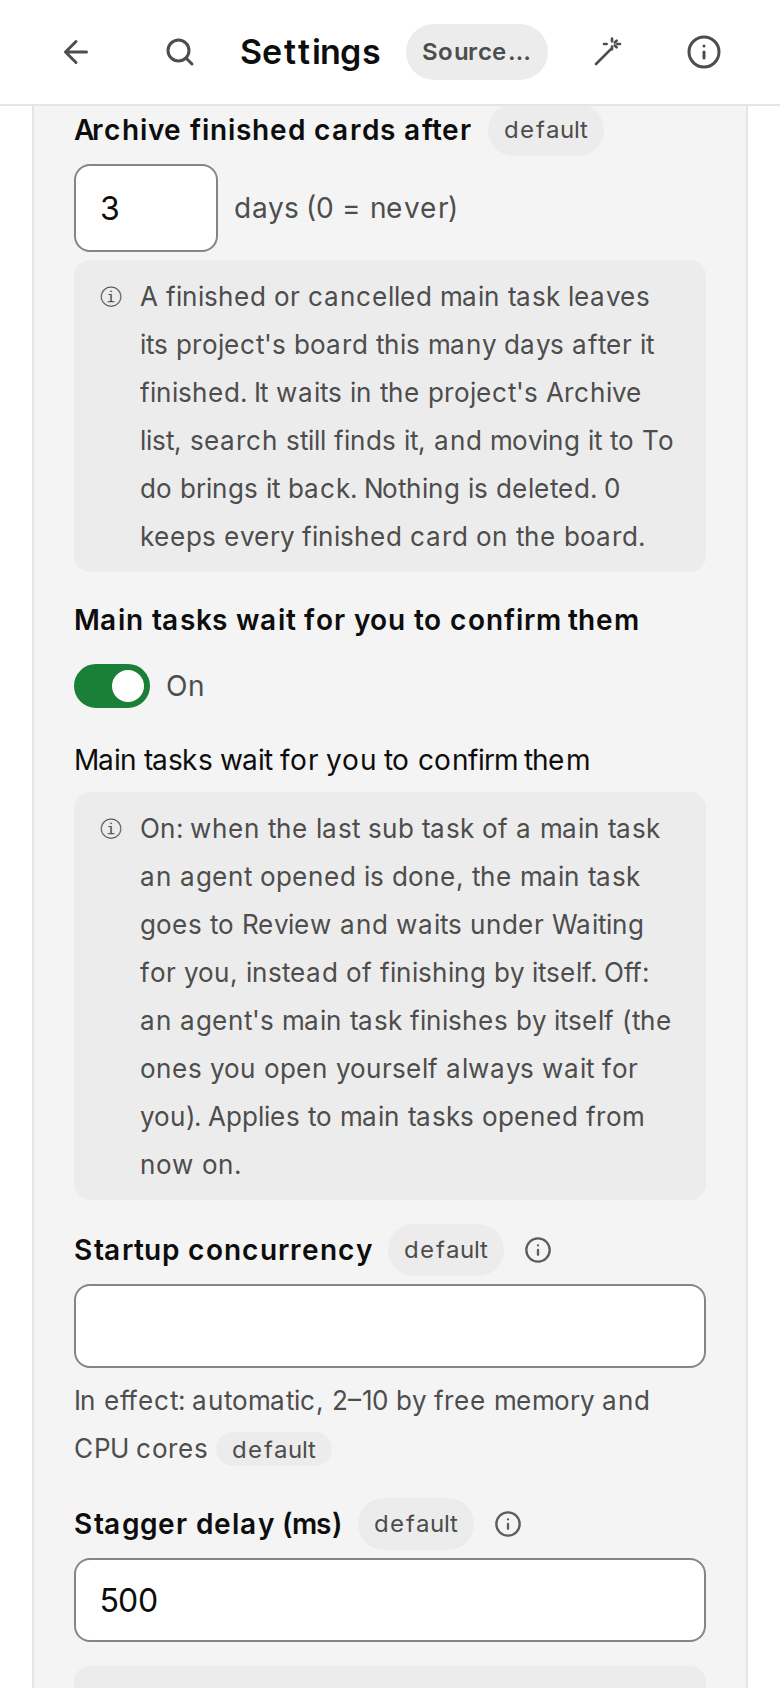 Settings
Source...
Archive finished cards after default
3 days (0 = never)
A finished or cancelled main task leaves
its project's board this many days after it
finished. It waits in the project's Archive
list, search still finds it, and moving it to To
do brings it back. Nothing is deleted. 0
keeps every finished card on the board.
Main tasks wait for you to confirm them
On
Main tasks wait for you to confirm them
On: when the last sub task of a main task
an agent opened is done, the main task
goes to Review and waits under Waiting
for you, instead of finishing by itself. Off:
an agent's main task finishes by itself (the
ones you open yourself always wait for
you). Applies to main tasks opened from
now on.
Startup concurrency default
In effect: automatic, 2–10 by free memory and
CPU cores default
Stagger delay (ms) default
500